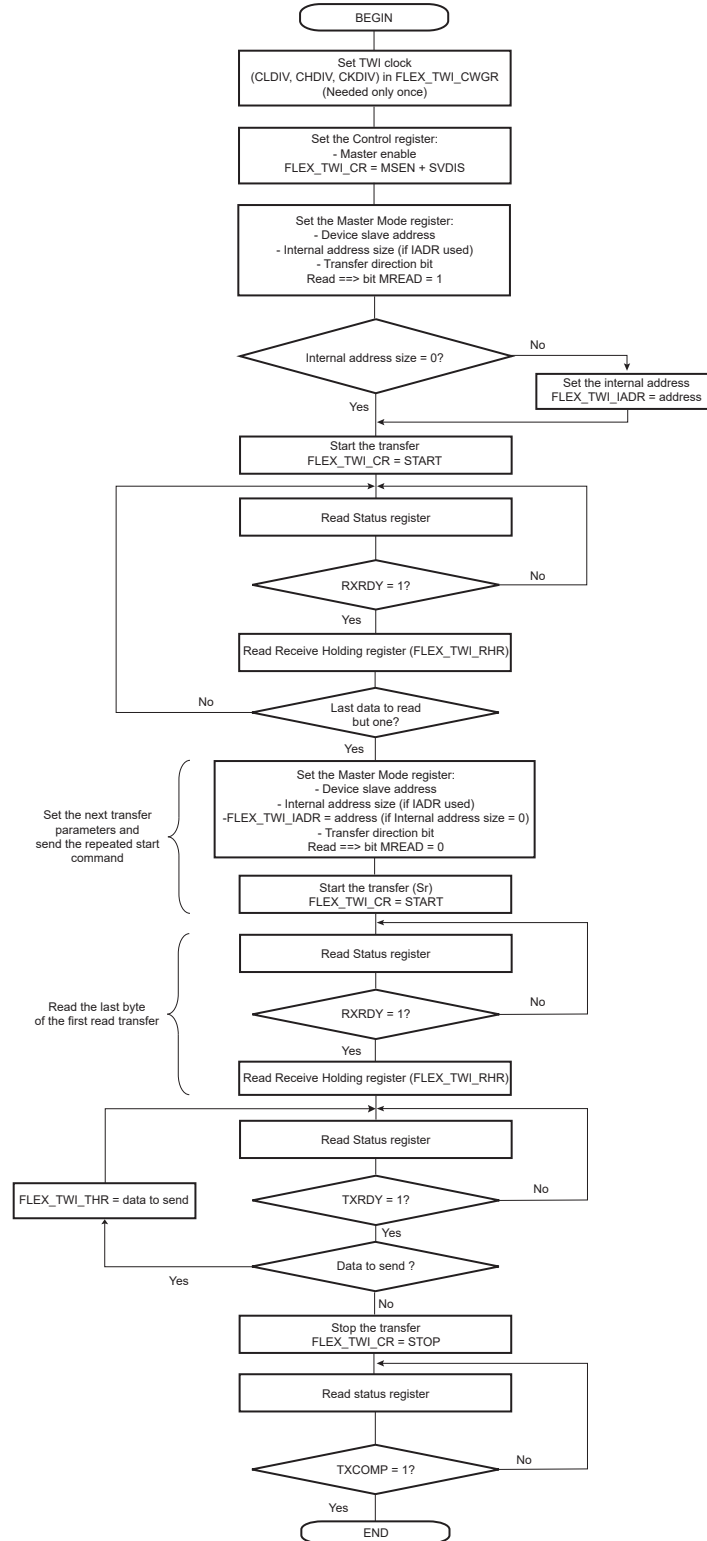 BEGIN
Set TWI clock
(CLDIV, CHDIV, CKDIV) in FLEX_TWI_CWGR
(Needed only once)
Set the Control register:
- Master enable
FLEX_TWI_CR = MSEN + SVDIS
Set the Master Mode register:
- Device slave address
- Internal address size (if IADR used)
- Transfer direction bit
Read ==> bit MREAD = 1
Internal address size = 0?
No
Set the internal address
FLEX_TWI_IADR = address
Yes
Start the transfer
FLEX_TWI_CR = START
Read Status register
RXRDY = 1?
No
Yes
Read Receive Holding register (FLEX_TWI_RHR)
No
Last data to read
but one?
Yes
Set the next transfer
parameters and
send the repeated start
command
Set the Master Mode register:
- Device slave address
- Internal address size (if IADR used)
-FLEX_TWI_IADR = address (if Internal address size = 0)
- Transfer direction bit
Read ==> bit MREAD = 0
Start the transfer (Sr)
FLEX_TWI_CR = START
Read the last byte
of the first read transfer
Read Status register
RXRDY = 1?
No
Yes
Read Receive Holding register (FLEX_TWI_RHR)
Read Status register
FLEX_TWI_THR = data to send
TXRDY = 1?
No
Yes
Data to send ?
Yes
No
Stop the transfer
FLEX_TWI_CR = STOP
Read status register
TXCOMP = 1?
No
Yes
END